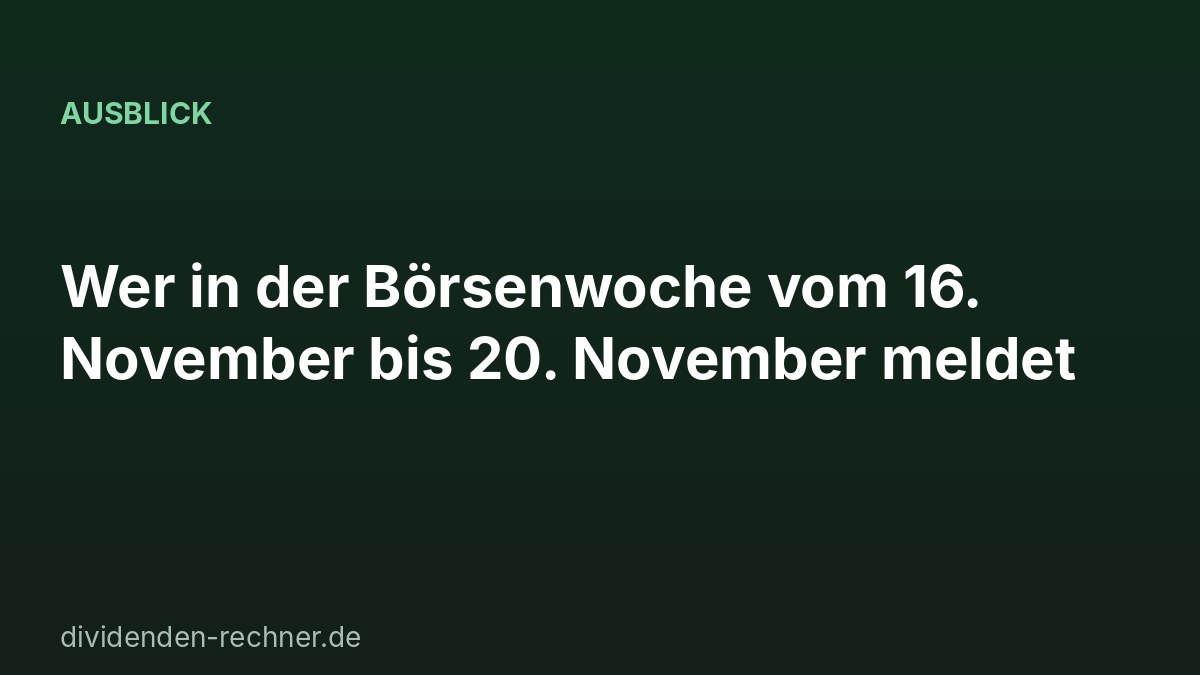 AUSBLICK
Wer in der Börsenwoche vom 16.
November bis 20. November meldet
dividenden-rechner.de